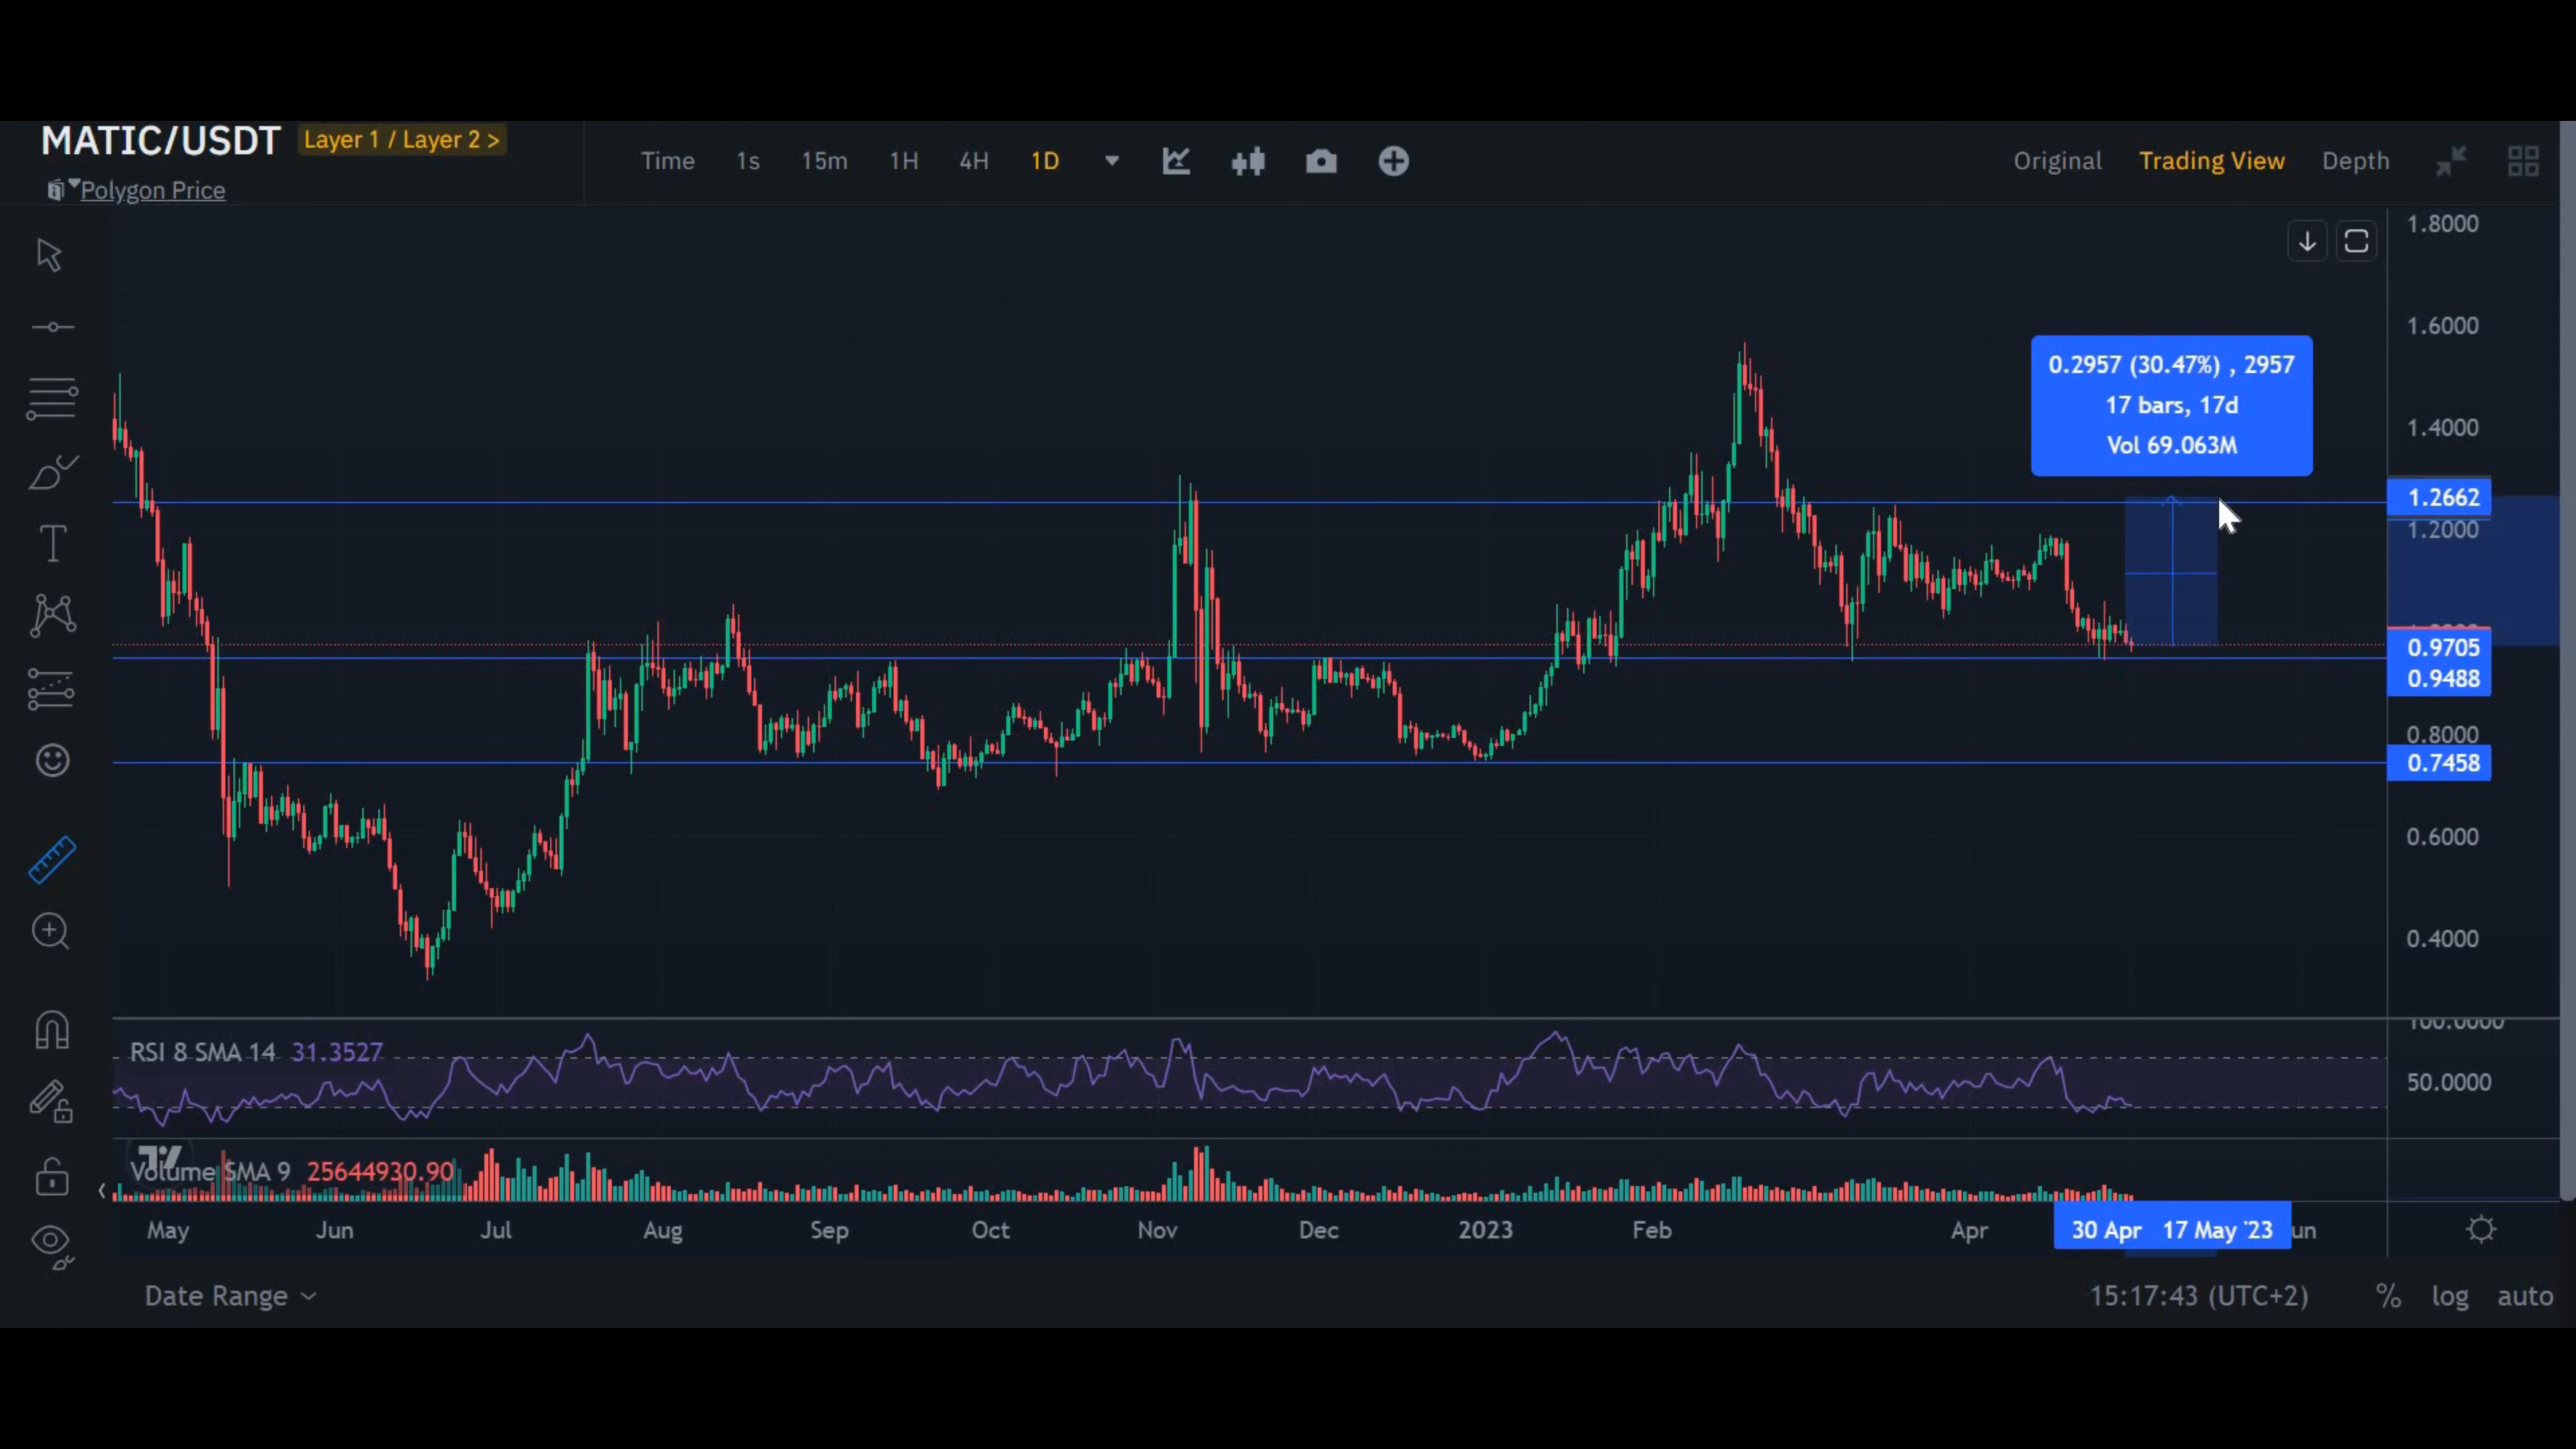 MATIC/USDT Layer 1 / Layer 2 >
Polygon Price
Time 1s 15m 1H 4H 1D
Original Trading View Depth
1.8000
1.6000
0.2957 (30.47%) , 2957
17 bars, 17d
Vol 69.063M
1.4000
1.2662
1.2000
0.9705
0.9488
0.8000
0.7458
0.6000
0.4000
RSI 8 SMA 14 31.3527
100.0000
50.0000
Volume SMA 9 25644930.90
May Jun Jul Aug Sep Oct Nov Dec 2023 Feb Apr 30 Apr 17 May '23 un
Date Range
15:17:43 (UTC+2) % log auto